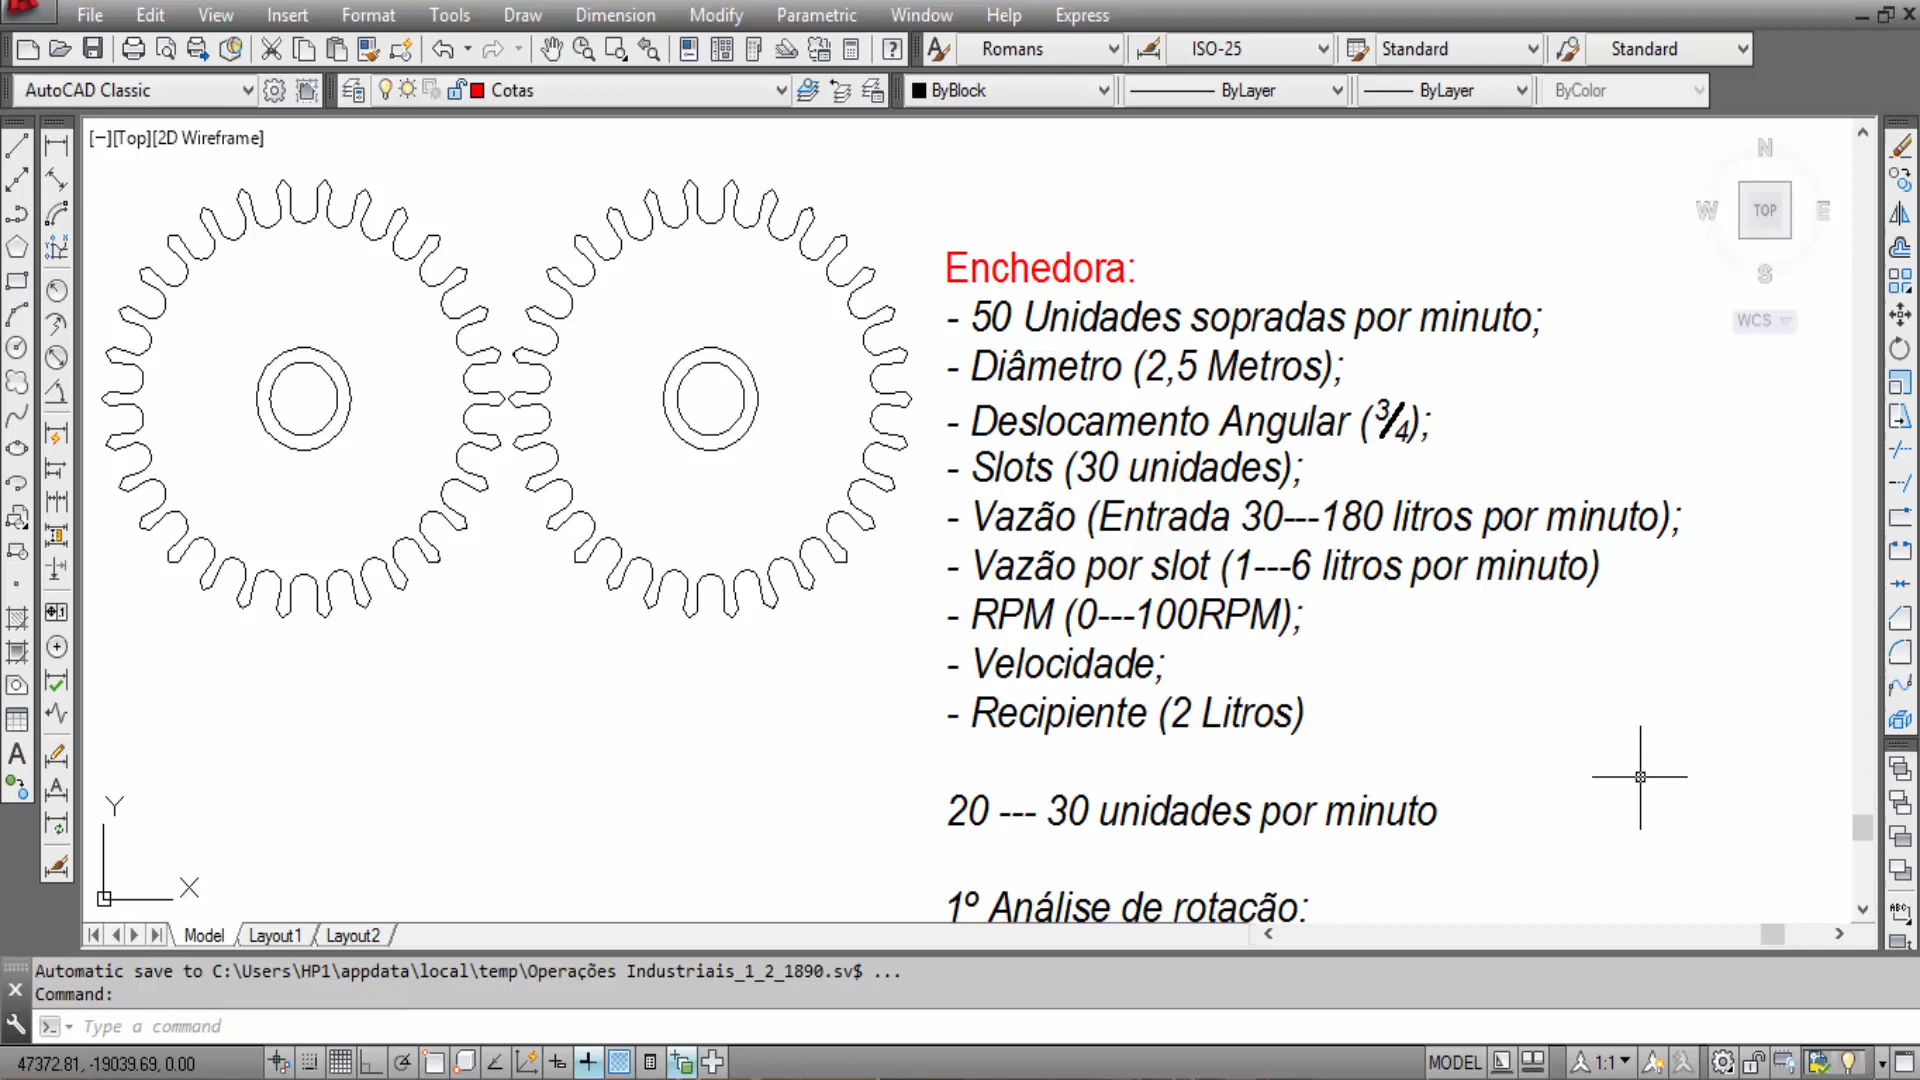 File Edit View Insert Format Tools Draw Dimension Modify Parametric Window Help Express
Romans ISO-25 Standard Standard
AutoCAD Classic Cotas ByBlock ByLayer ByLayer ByColor
[−][Top][2D Wireframe]
N
W TOP E
S
WCS
Enchedora:
- 50 Unidades sopradas por minuto;
- Diâmetro (2,5 Metros);
- Deslocamento Angular (¾);
- Slots (30 unidades);
- Vazão (Entrada 30---180 litros por minuto);
- Vazão por slot (1---6 litros por minuto)
- RPM (0---100RPM);
- Velocidade;
- Recipiente (2 Litros)
20 --- 30 unidades por minuto
1º Análise de rotação:
Y
X
Model Layout1 Layout2
Automatic save to C:\Users\HP1\appdata\local\temp\Operações Industriais_1_2_1890.sv$ ...
Command:
Type a command
47372.81, -19039.69, 0.00 MODEL 1:1